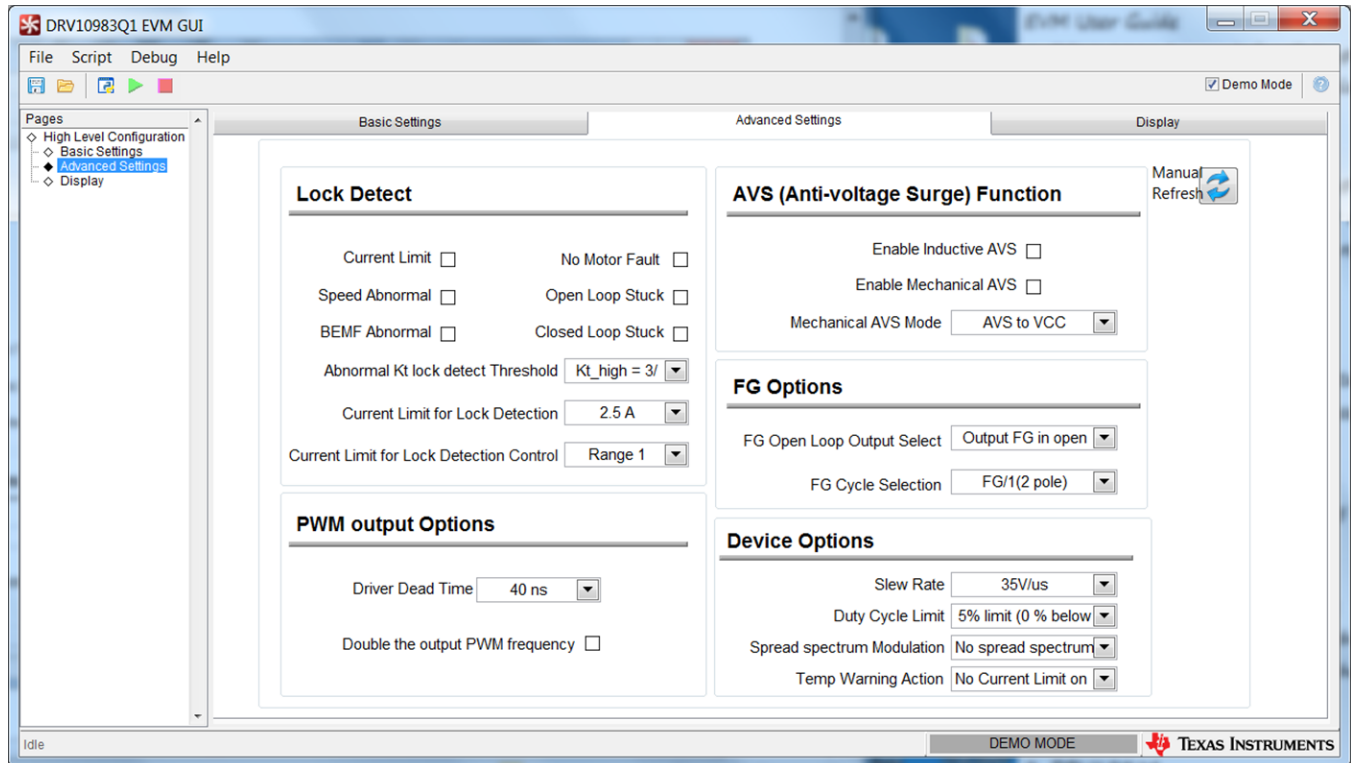 DRV10983Q1 EVM GUI
EVM User Guide
File Script Debug Help
Demo Mode
Pages
High Level Configuration
Basic Settings
Advanced Settings
Display
Basic Settings
Advanced Settings
Display
Manual
Refresh
Lock Detect
Current Limit
No Motor Fault
Speed Abnormal
Open Loop Stuck
BEMF Abnormal
Closed Loop Stuck
Abnormal Kt lock detect Threshold Kt_high = 3/
Current Limit for Lock Detection 2.5 A
Current Limit for Lock Detection Control Range 1
PWM output Options
Driver Dead Time 40 ns
Double the output PWM frequency
AVS (Anti-voltage Surge) Function
Enable Inductive AVS
Enable Mechanical AVS
Mechanical AVS Mode AVS to VCC
FG Options
FG Open Loop Output Select Output FG in open
FG Cycle Selection FG/1(2 pole)
Device Options
Slew Rate 35V/us
Duty Cycle Limit 5% limit (0 % below
Spread spectrum Modulation No spread spectrum
Temp Warning Action No Current Limit on
Idle
DEMO MODE
TEXAS INSTRUMENTS